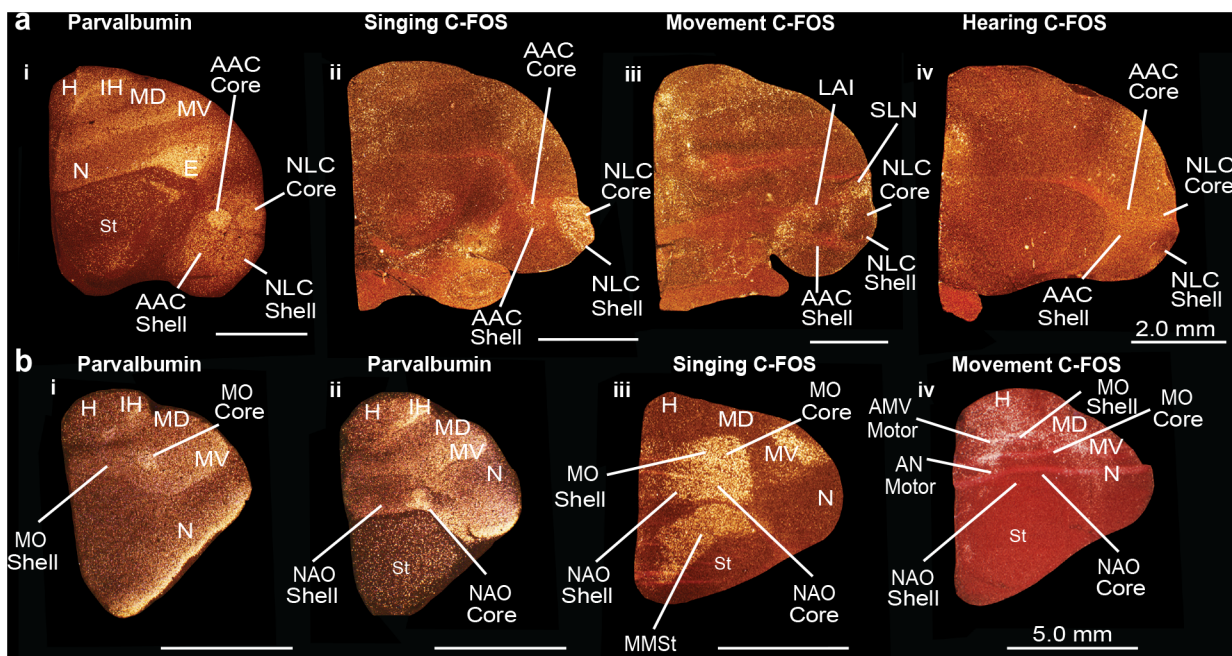 a
Parvalbumin
Singing C-FOS
Movement C-FOS
Hearing C-FOS
i
H
IH
MD
MV
AAC
Core
N
E
NLC
Core
St
AAC
Shell
NLC
Shell
ii
AAC
Core
NLC
Core
NLC
Shell
AAC
Shell
iii
LAI
SLN
NLC
Core
NLC
Shell
AAC
Shell
iv
AAC
Core
NLC
Core
AAC
Shell
NLC
Shell
2.0 mm
b
Parvalbumin
Parvalbumin
Singing C-FOS
Movement C-FOS
i
H
IH
MD
MO
Core
MV
N
MO
Shell
ii
H
IH
MD
MV
N
NAO
Shell
St
NAO
Core
iii
H
MD
MO
Core
MV
MO
Shell
N
NAO
Shell
St
NAO
Core
MMSt
iv
H
MO
Shell
AMV
Motor
MD
MO
Core
MV
AN
Motor
N
St
NAO
Shell
NAO
Core
5.0 mm